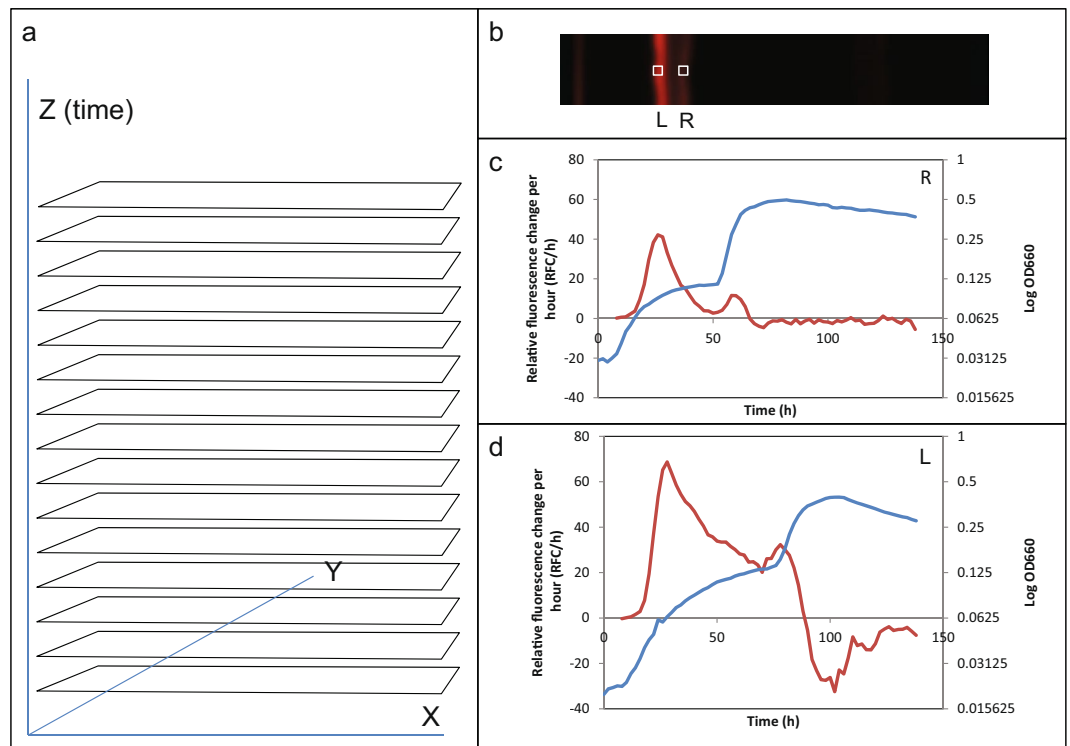 a
Z (time)
Y
X
b
L R
c
R
80
60
40
20
0
-20
-40
1
0.5
0.25
0.125
0.0625
0.03125
0.015625
0 50 100 150
Relative fluorescence change per
hour (RFC/h)
Log OD660
Time (h)
d
L
80
60
40
20
0
-20
-40
1
0.5
0.25
0.125
0.0625
0.03125
0.015625
0 50 100 150
Relative fluorescence change per
hour (RFC/h)
Log OD660
Time (h)